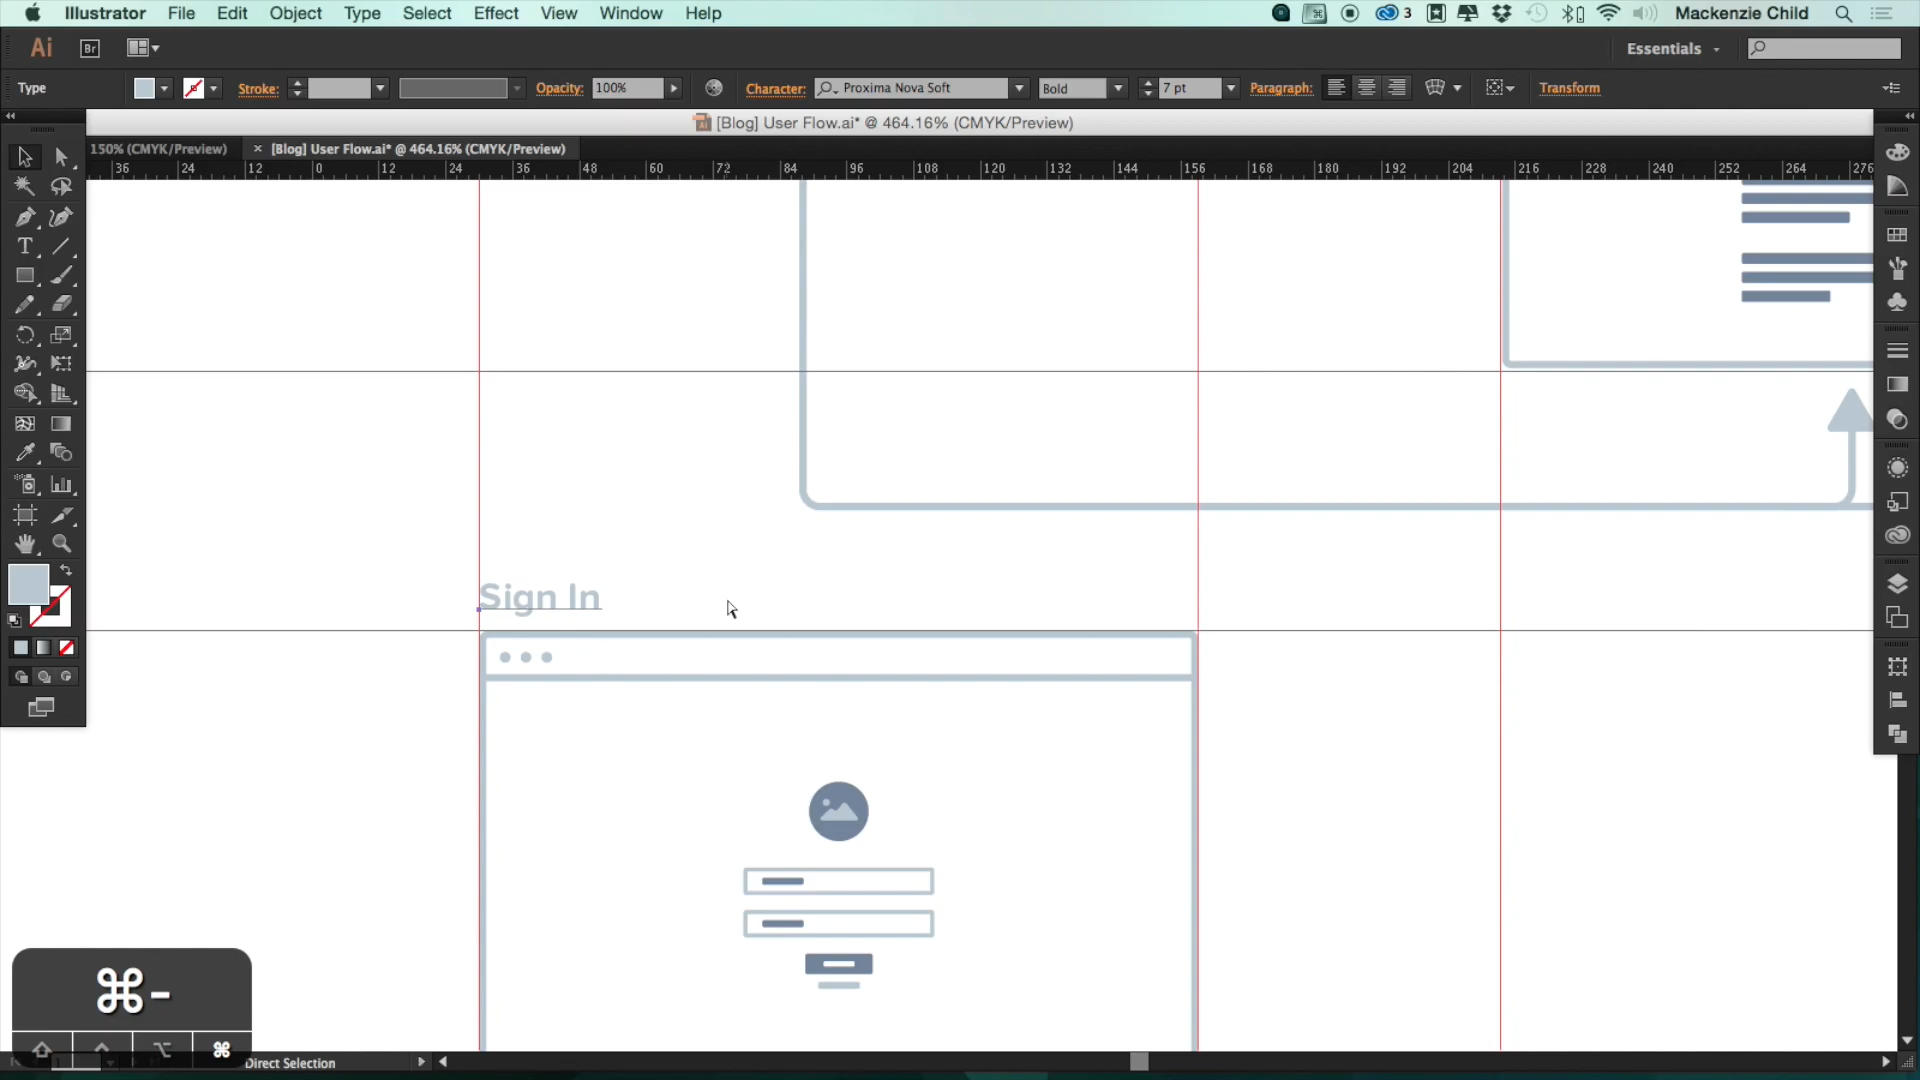 Illustrator File Edit Object Type Select Effect View Window Help 3 Mackenzie Child
Ai Br Essentials
Type Stroke: Opacity: 100% Character: Proxima Nova Soft Bold 7 pt Paragraph: Transform
[Blog] User Flow.ai* @ 464.16% (CMYK/Preview)
150% (CMYK/Preview) × [Blog] User Flow.ai* @ 464.16% (CMYK/Preview)
36 24 12 0 12 24 36 48 60 72 84 96 108 120 132 144 156 168 180 192 204 216 228 240 252 264 276
Sign In
⌘-
⌘ Direct Selection